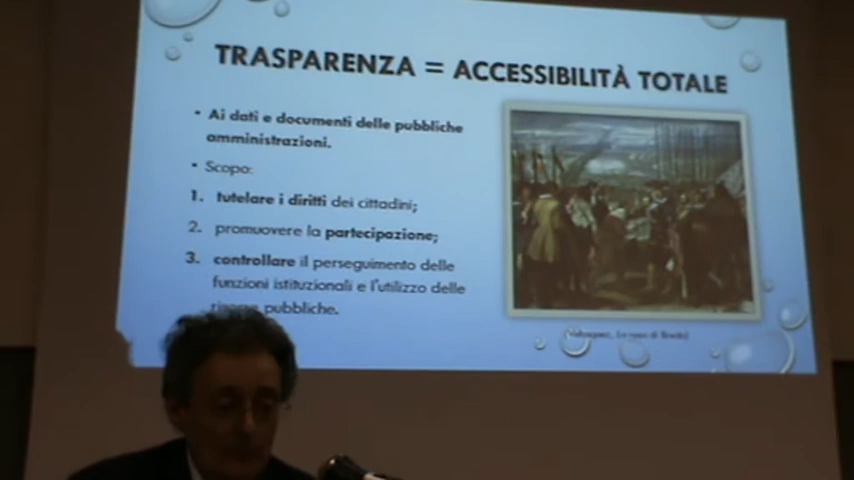 TRASPARENZA = ACCESSIBILITÀ TOTALE
• Ai dati e documenti delle pubbliche
amministrazioni.
• Scopo:
1. tutelare i diritti dei cittadini;
2. promuovere la partecipazione;
3. controllare il perseguimento delle
funzioni istituzionali e l'utilizzo delle
pubbliche.